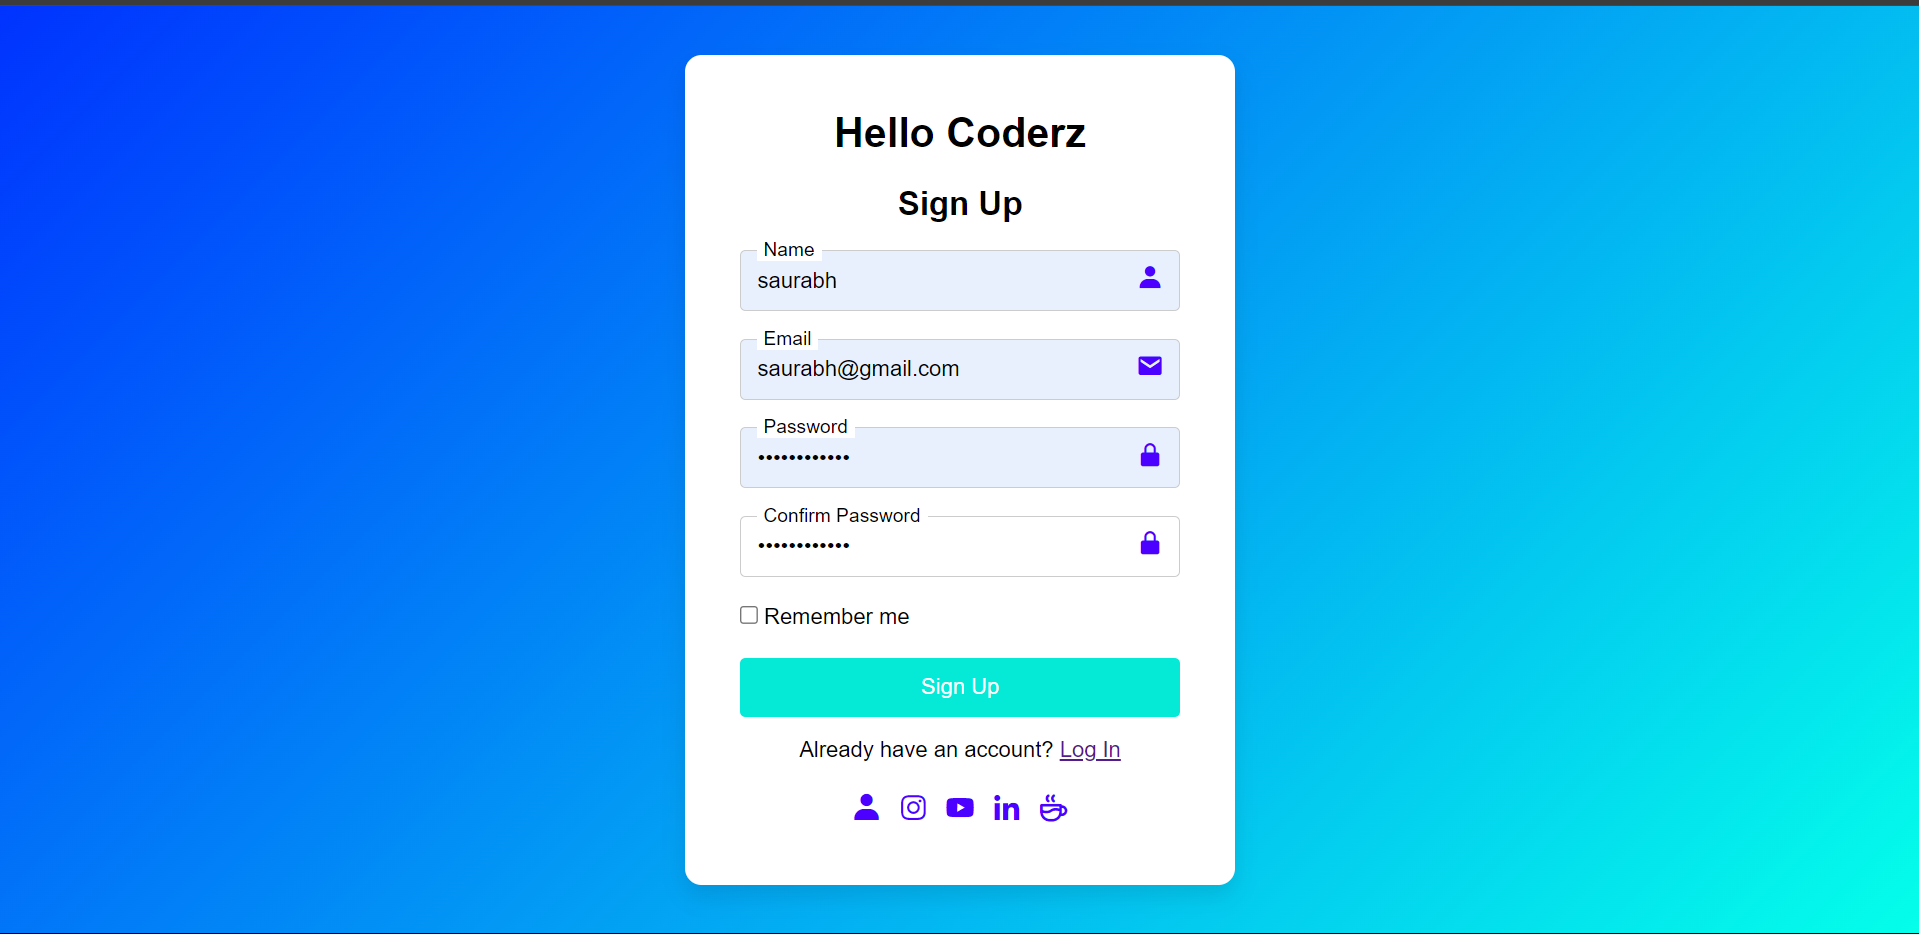 Hello Coderz
Sign Up
Name
saurabh
Email
saurabh@gmail.com
Password
••••••••••••
Confirm Password
••••••••••••
Remember me
Sign Up
Already have an account? Log In